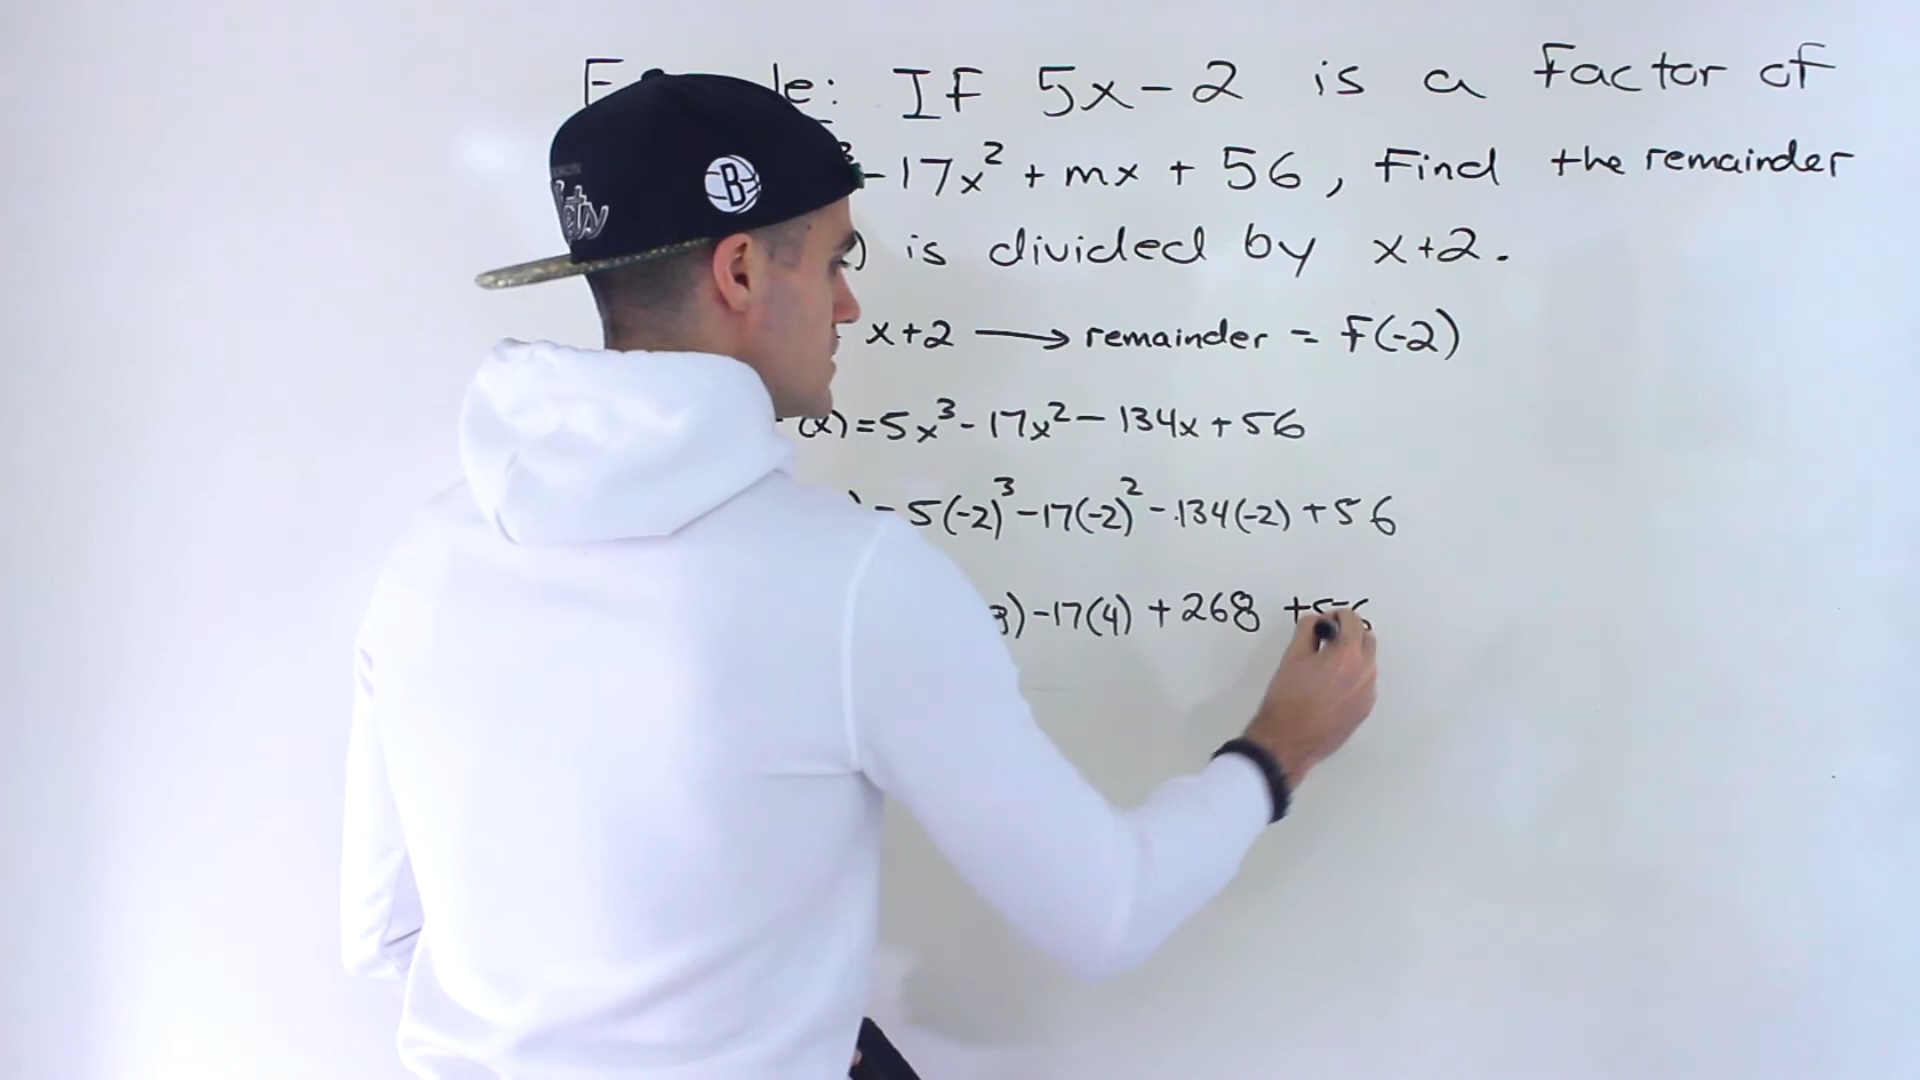 le: IF 5x-2 is a factor of
-17x² + mx + 56, Find the remainder
) is divided by x+2.
x+2 → remainder = F(-2)
(x)=5x³-17x²-134x+56
)=5(-2)³-17(-2)²-134(-2)+56
)-17(4)+268 +56
B